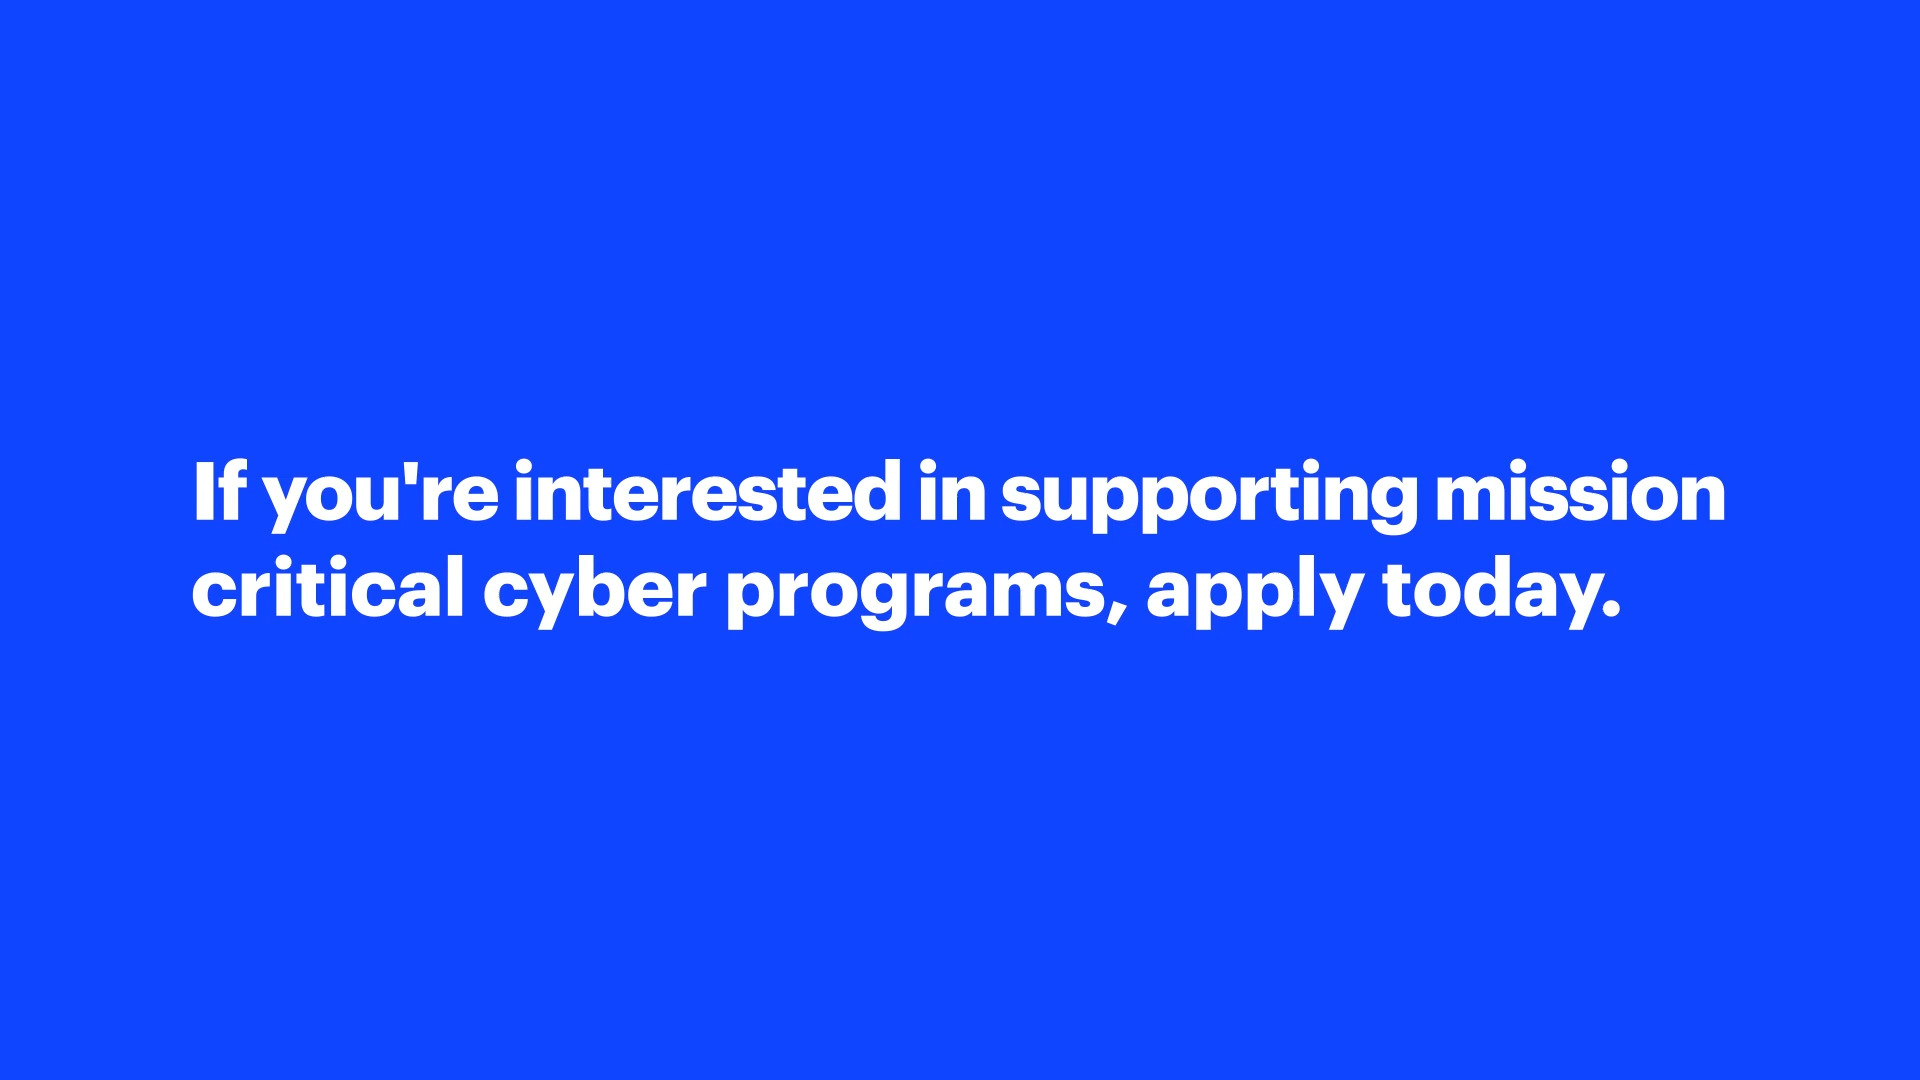 If you're interested in supporting mission
critical cyber programs, apply today.